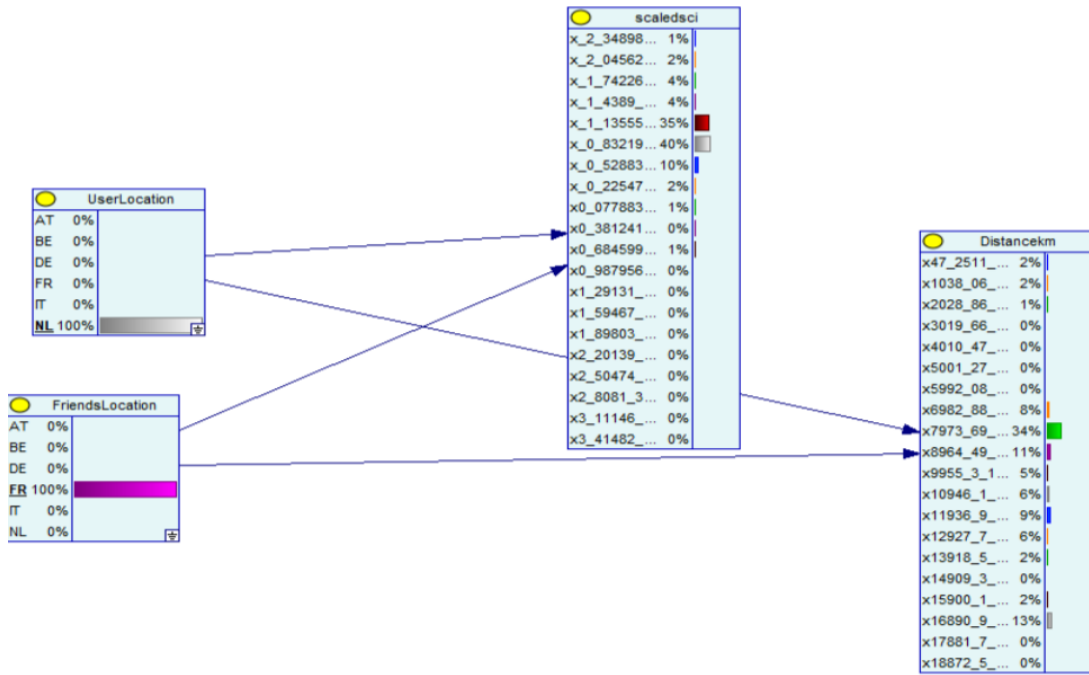 scaledsci
x_2_34898... 1%
x_2_04562... 2%
x_1_74226... 4%
x_1_4389_... 4%
x_1_13555... 35%
x_0_83219... 40%
x_0_52883... 10%
x_0_22547... 2%
x0_077883... 1%
x0_381241... 0%
x0_684599... 1%
x0_987956... 0%
x1_29131_... 0%
x1_59467_... 0%
x1_89803_... 0%
x2_20139_... 0%
x2_50474_... 0%
x2_8081_3... 0%
x3_11146_... 0%
x3_41482_... 0%
UserLocation
AT 0%
BE 0%
DE 0%
FR 0%
IT 0%
NL 100%
FriendsLocation
AT 0%
BE 0%
DE 0%
FR 100%
IT 0%
NL 0%
Distancekm
x47_2511_... 2%
x1038_06_... 2%
x2028_86_... 1%
x3019_66_... 0%
x4010_47_... 0%
x5001_27_... 0%
x5992_08_... 0%
x6982_88_... 8%
x7973_69_... 34%
x8964_49_... 11%
x9955_3_1... 5%
x10946_1_... 6%
x11936_9_... 9%
x12927_7_... 6%
x13918_5_... 2%
x14909_3_... 0%
x15900_1_... 2%
x16890_9_... 13%
x17881_7_... 0%
x18872_5_... 0%